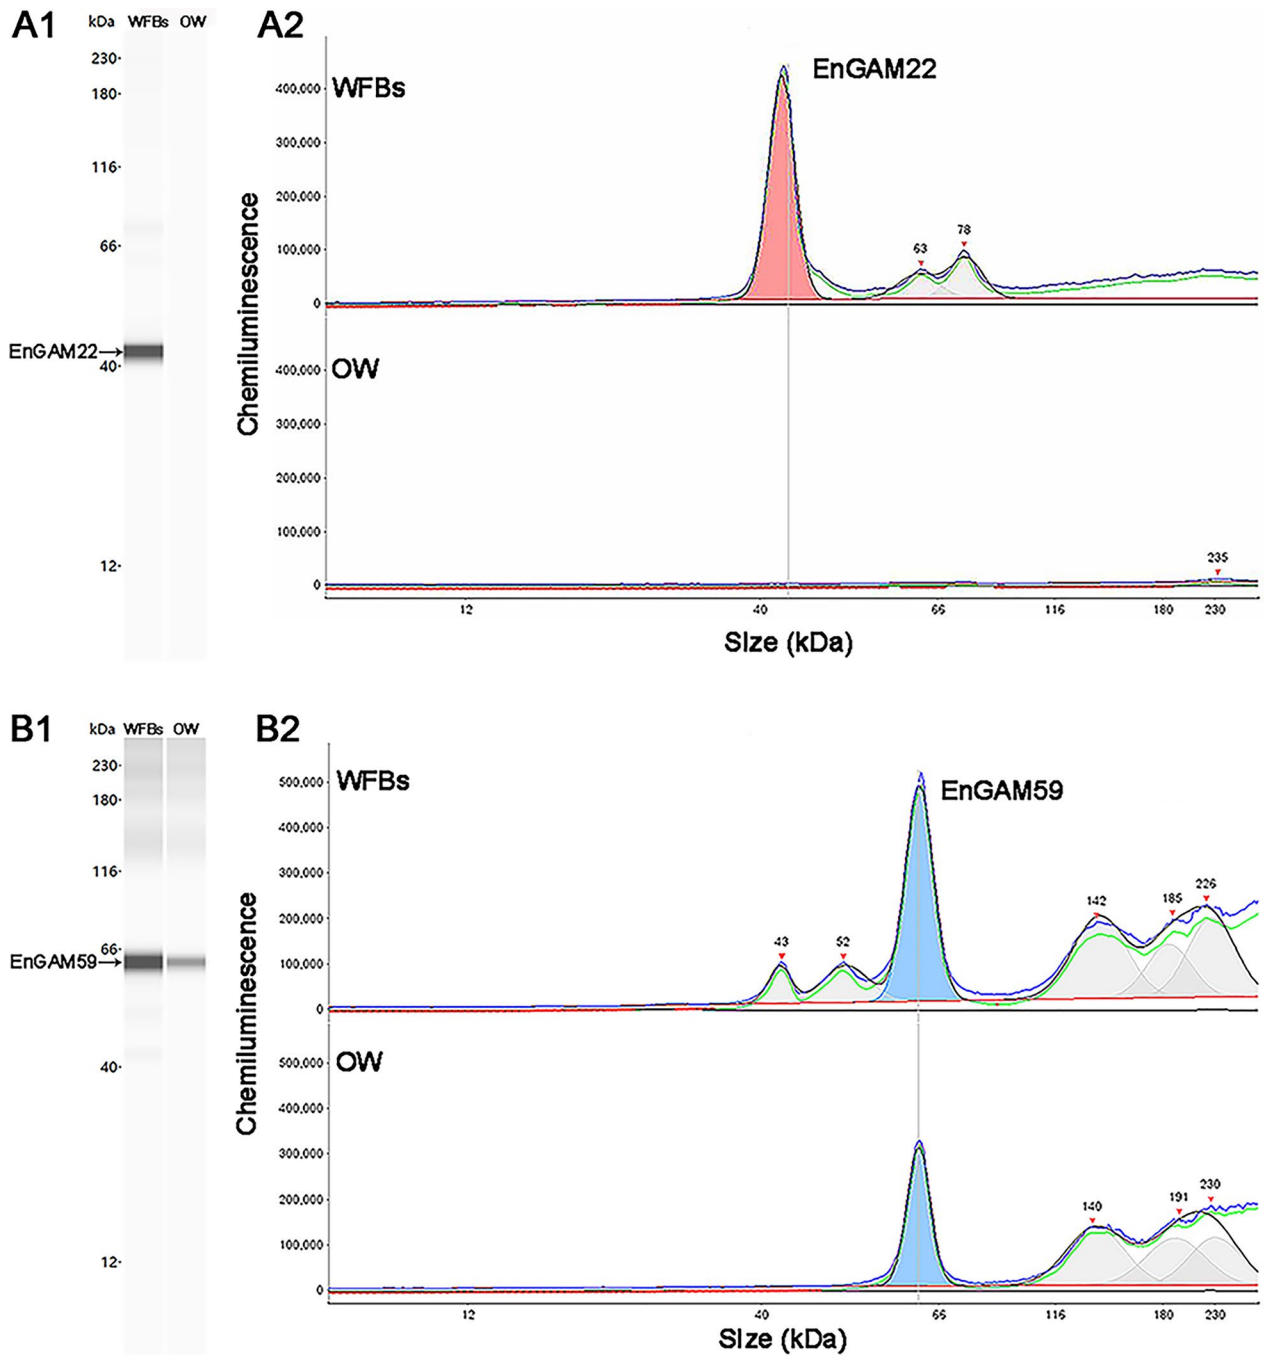 A1
kDa WFBs OW
230
180
116
66
EnGAM22
40
12
A2
WFBs
EnGAM22
400,000
300,000
200,000
100,000
0
63
78
Chemiluminescence
OW
400,000
300,000
200,000
100,000
0
235
12 40 66 116 180 230
SIze (kDa)
B1
kDa WFBs OW
230
180
116
66
EnGAM59
40
12
B2
WFBs
EnGAM59
500,000
400,000
300,000
200,000
100,000
0
43
52
142
185
226
Chemiluminescence
OW
500,000
400,000
300,000
200,000
100,000
0
140
191
230
12 40 66 116 180 230
SIze (kDa)